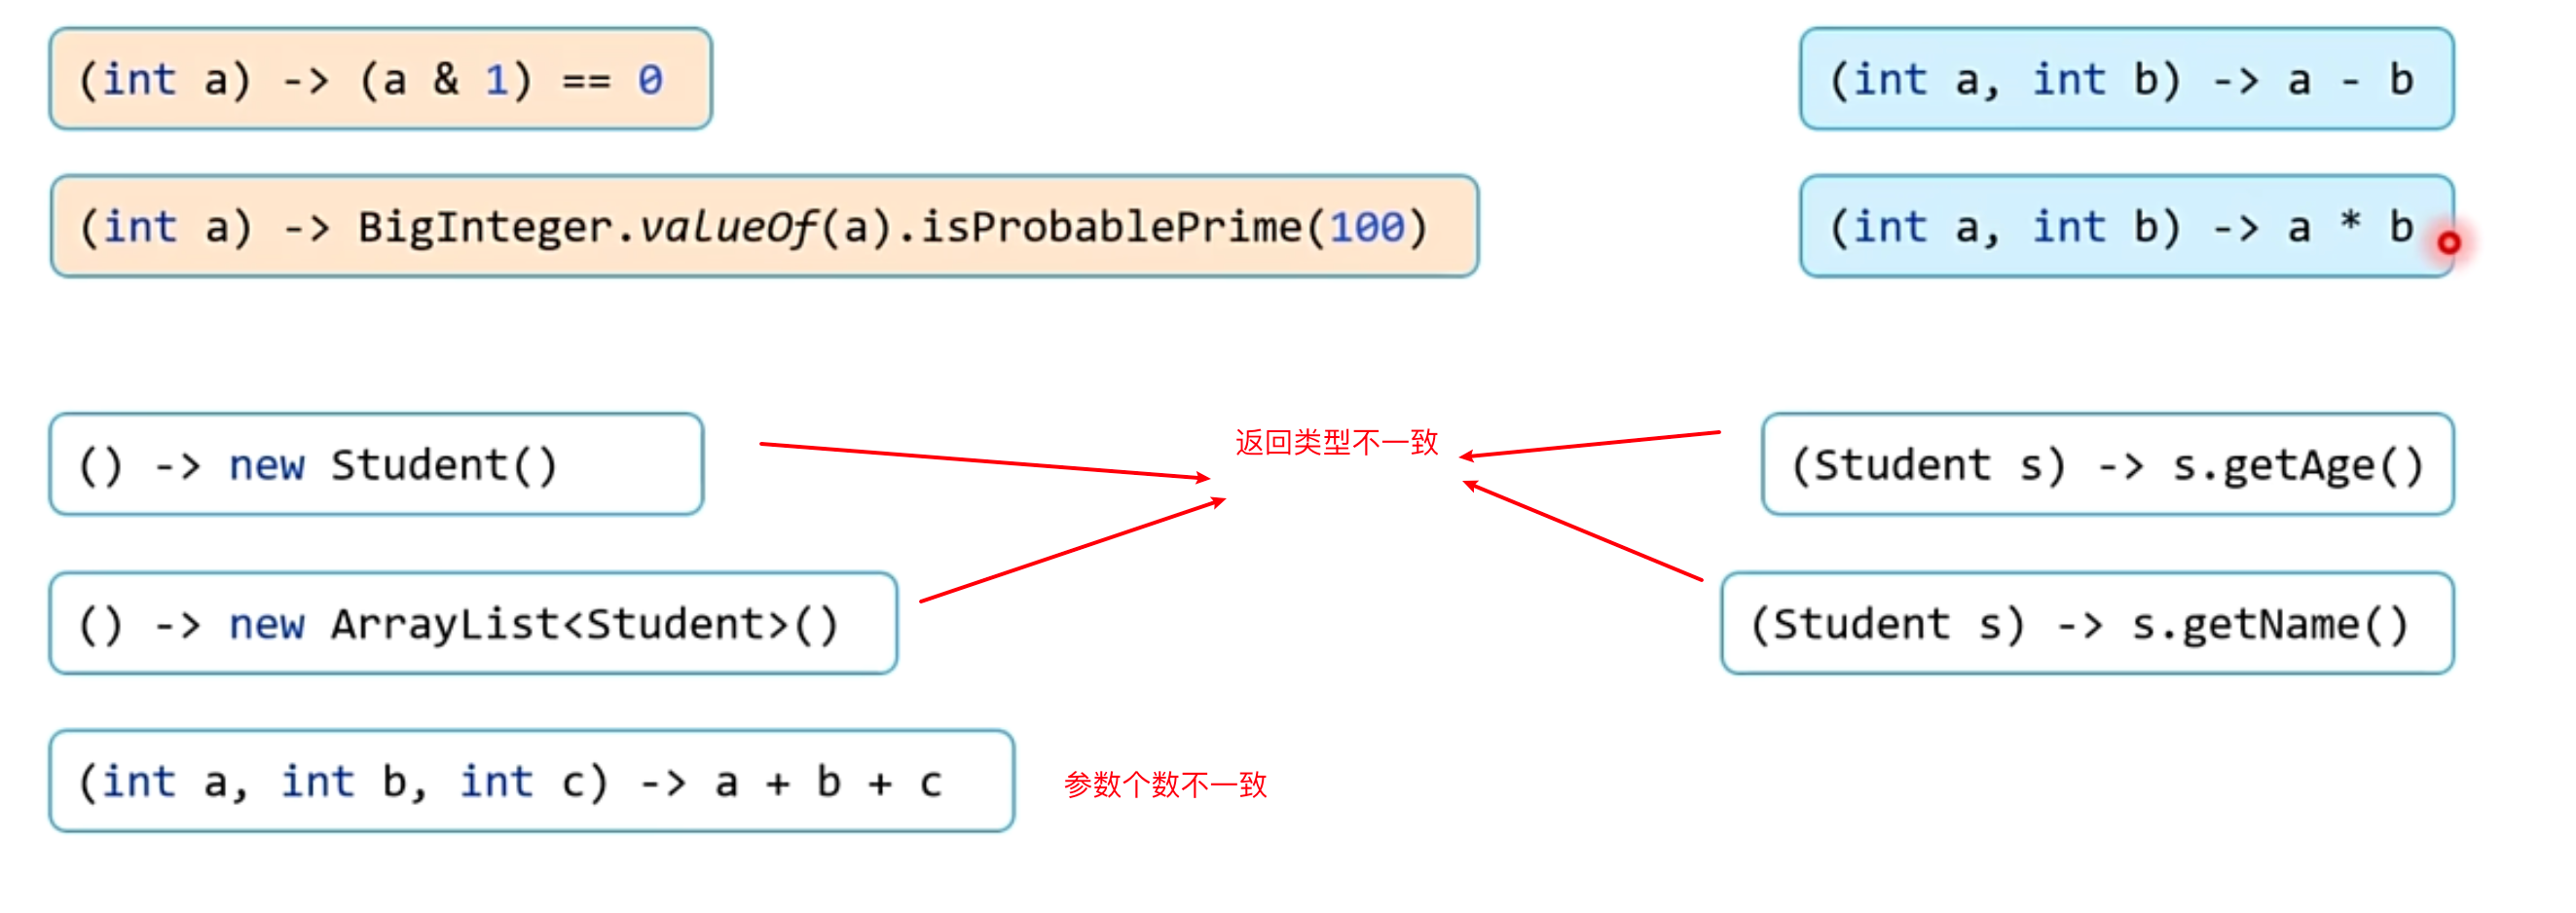 (int a) -> (a & 1) == 0
(int a, int b) -> a - b
(int a) -> BigInteger.valueOf(a).isProbablePrime(100)
(int a, int b) -> a * b
() -> new Student()
返回类型不一致
(Student s) -> s.getAge()
() -> new ArrayList<Student>()
(Student s) -> s.getName()
(int a, int b, int c) -> a + b + c
参数个数不一致